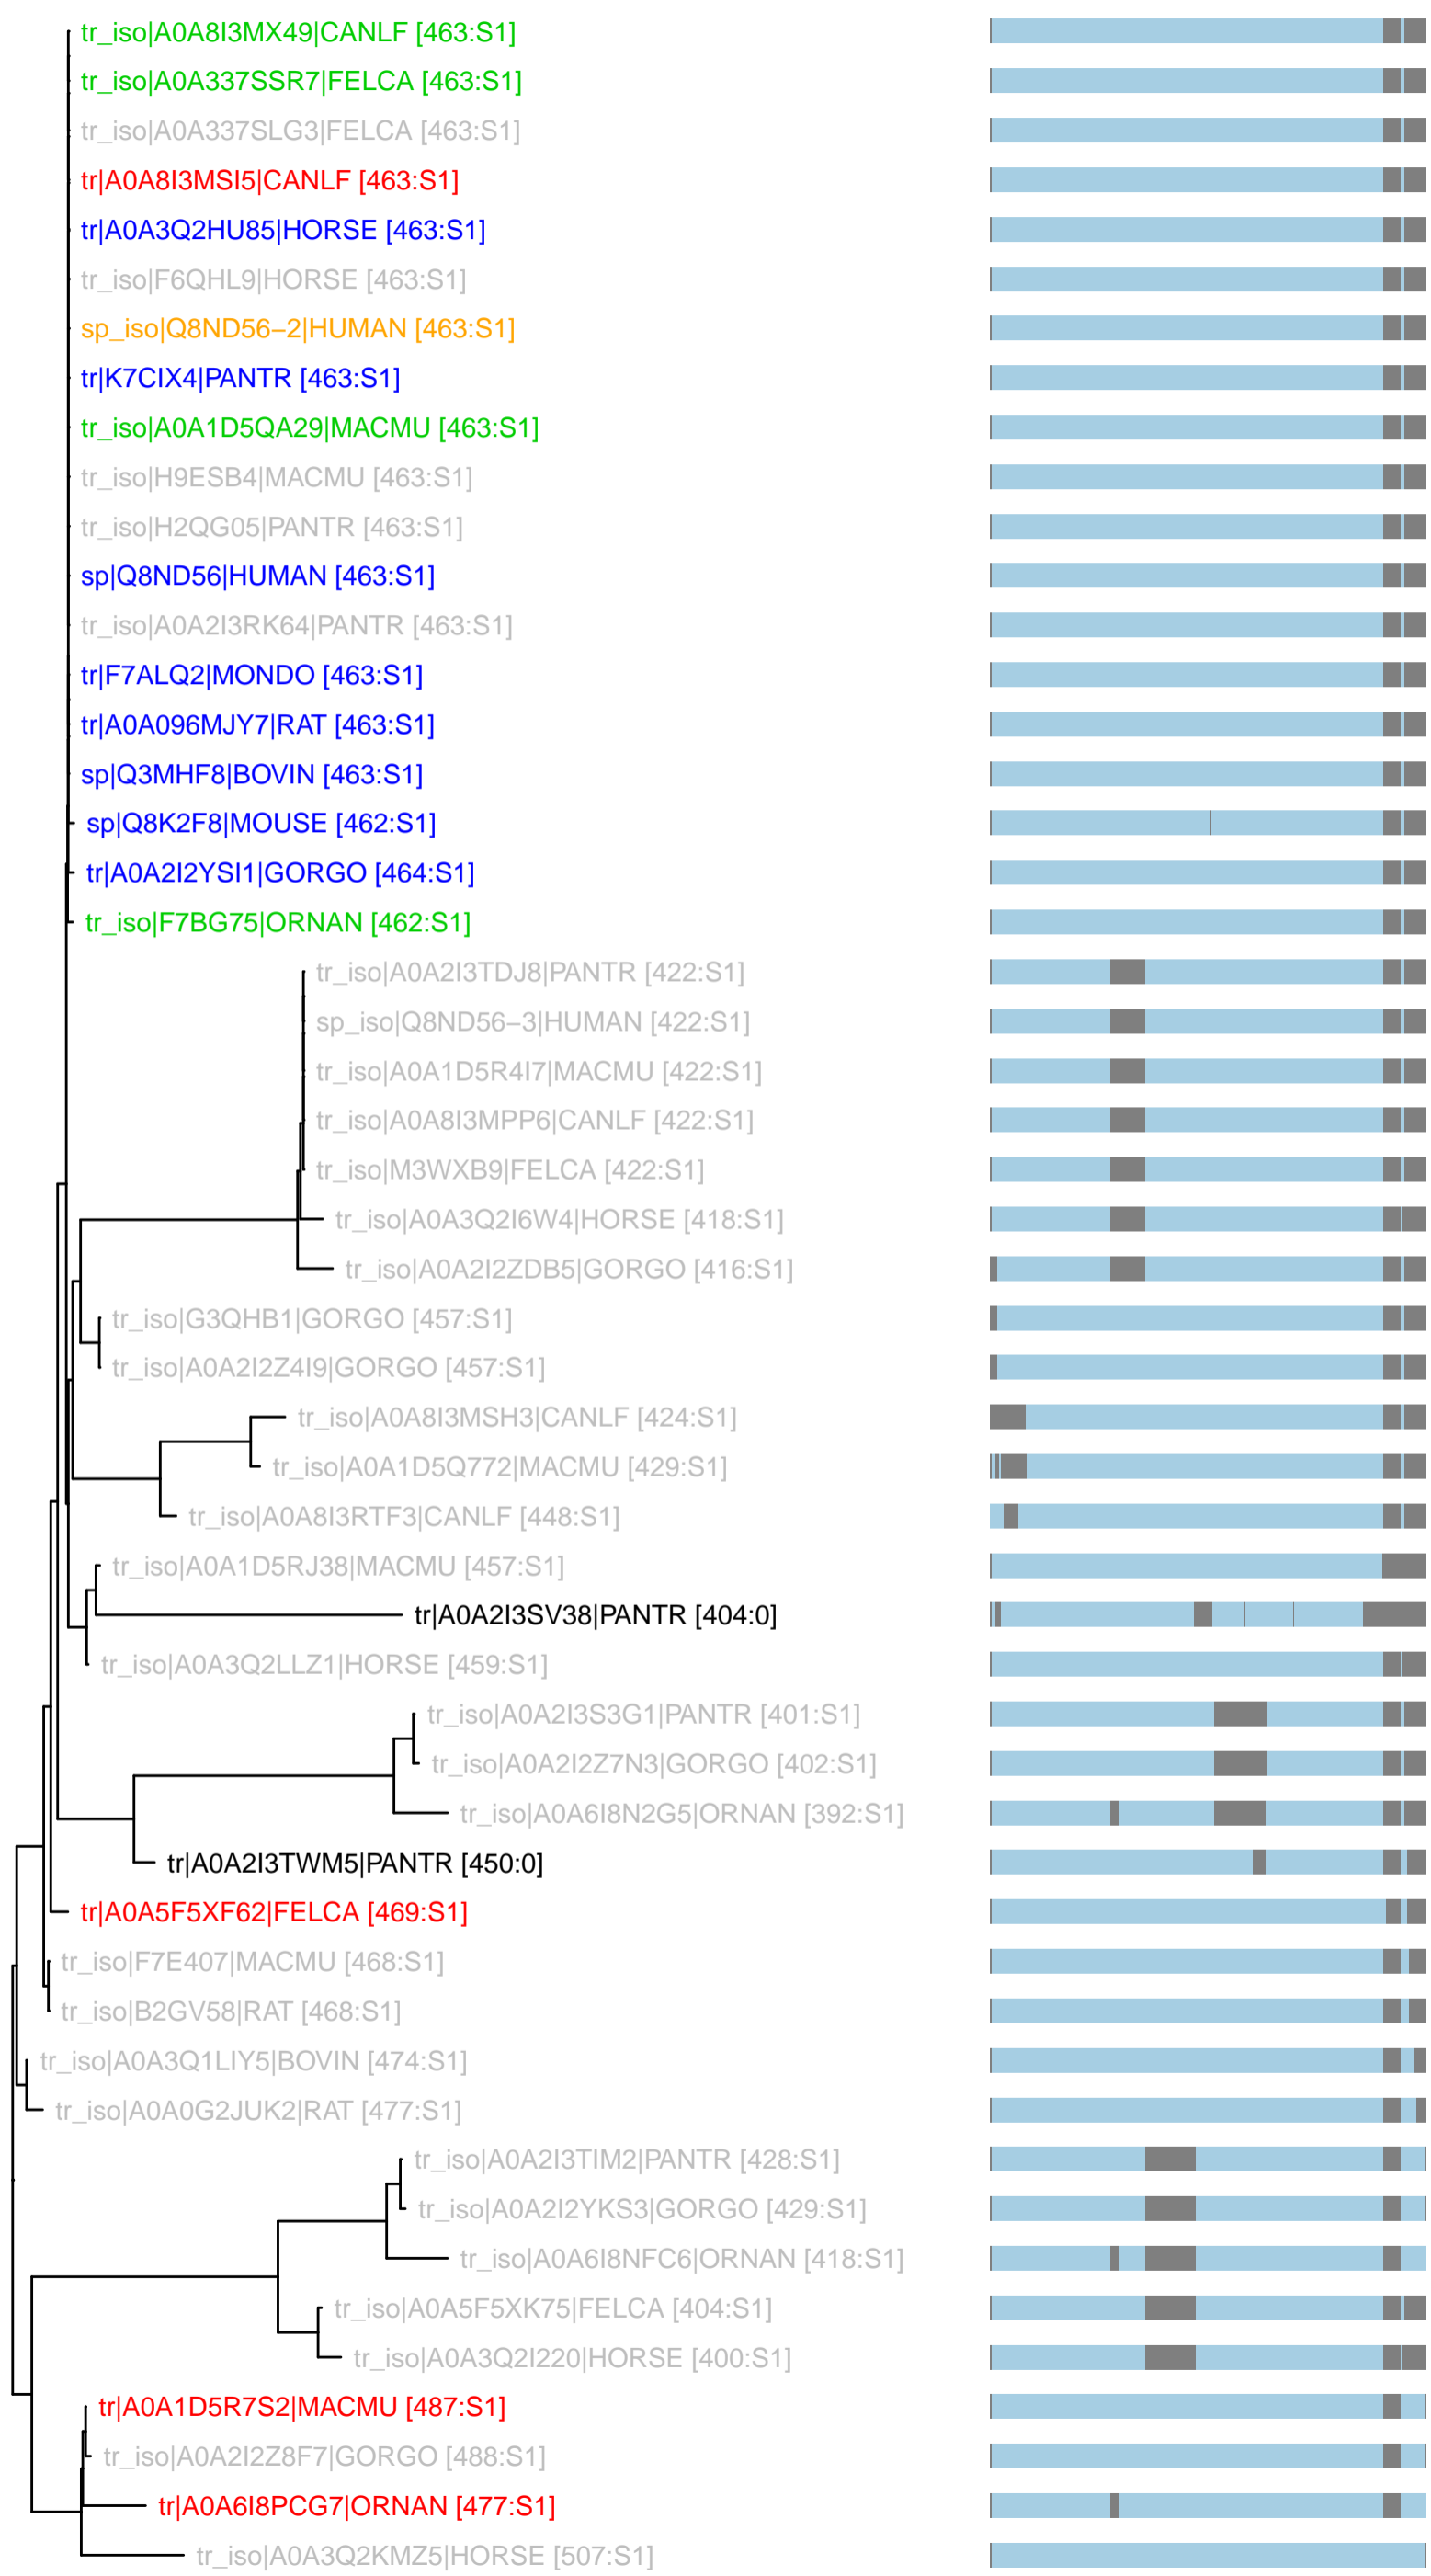 tr_iso|A0A8I3MX49|CANLF [463:S1]
tr_iso|A0A337SSR7|FELCA [463:S1]
tr_iso|A0A337SLG3|FELCA [463:S1]
tr|A0A8I3MSI5|CANLF [463:S1]
tr|A0A3Q2HU85|HORSE [463:S1]
tr_iso|F6QHL9|HORSE [463:S1]
sp_iso|Q8ND56−2|HUMAN [463:S1]
tr|K7CIX4|PANTR [463:S1]
tr_iso|A0A1D5QA29|MACMU [463:S1]
tr_iso|H9ESB4|MACMU [463:S1]
tr_iso|H2QG05|PANTR [463:S1]
sp|Q8ND56|HUMAN [463:S1]
tr_iso|A0A2I3RK64|PANTR [463:S1]
tr|F7ALQ2|MONDO [463:S1]
tr|A0A096MJY7|RAT [463:S1]
sp|Q3MHF8|BOVIN [463:S1]
sp|Q8K2F8|MOUSE [462:S1]
tr|A0A2I2YSI1|GORGO [464:S1]
tr_iso|F7BG75|ORNAN [462:S1]
tr_iso|A0A2I3TDJ8|PANTR [422:S1]
sp_iso|Q8ND56−3|HUMAN [422:S1]
tr_iso|A0A1D5R4I7|MACMU [422:S1]
tr_iso|A0A8I3MPP6|CANLF [422:S1]
tr_iso|M3WXB9|FELCA [422:S1]
tr_iso|A0A3Q2I6W4|HORSE [418:S1]
tr_iso|A0A2I2ZDB5|GORGO [416:S1]
tr_iso|G3QHB1|GORGO [457:S1]
tr_iso|A0A2I2Z4I9|GORGO [457:S1]
tr_iso|A0A8I3MSH3|CANLF [424:S1]
tr_iso|A0A1D5Q772|MACMU [429:S1]
tr_iso|A0A8I3RTF3|CANLF [448:S1]
tr_iso|A0A1D5RJ38|MACMU [457:S1]
tr|A0A2I3SV38|PANTR [404:0]
tr_iso|A0A3Q2LLZ1|HORSE [459:S1]
tr_iso|A0A2I3S3G1|PANTR [401:S1]
tr_iso|A0A2I2Z7N3|GORGO [402:S1]
tr_iso|A0A6I8N2G5|ORNAN [392:S1]
tr|A0A2I3TWM5|PANTR [450:0]
tr|A0A5F5XF62|FELCA [469:S1]
tr_iso|F7E407|MACMU [468:S1]
tr_iso|B2GV58|RAT [468:S1]
tr_iso|A0A3Q1LIY5|BOVIN [474:S1]
tr_iso|A0A0G2JUK2|RAT [477:S1]
tr_iso|A0A2I3TIM2|PANTR [428:S1]
tr_iso|A0A2I2YKS3|GORGO [429:S1]
tr_iso|A0A6I8NFC6|ORNAN [418:S1]
tr_iso|A0A5F5XK75|FELCA [404:S1]
tr_iso|A0A3Q2I220|HORSE [400:S1]
tr|A0A1D5R7S2|MACMU [487:S1]
tr_iso|A0A2I2Z8F7|GORGO [488:S1]
tr|A0A6I8PCG7|ORNAN [477:S1]
tr_iso|A0A3Q2KMZ5|HORSE [507:S1]